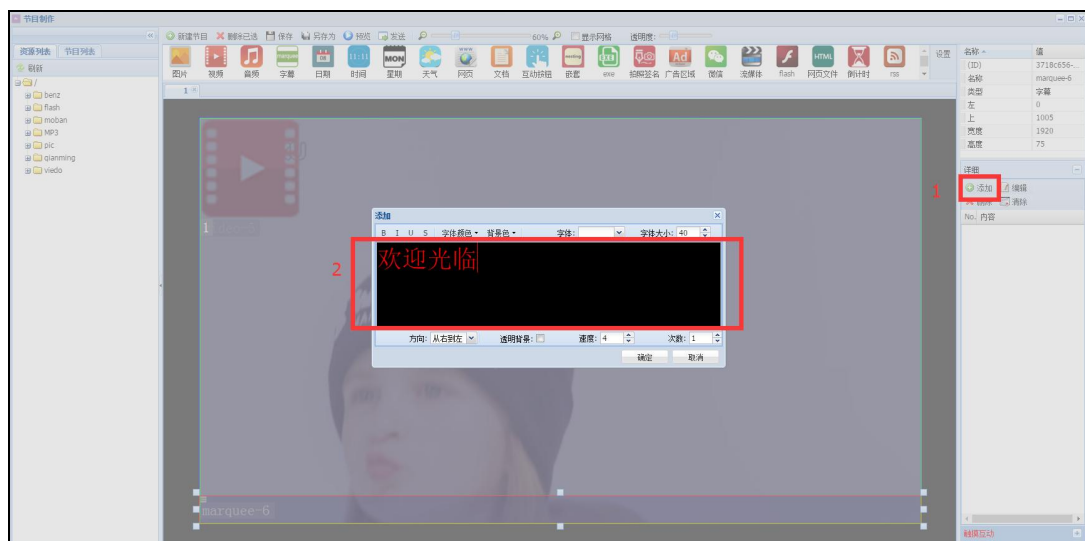 节目制作
资源列表 节目列表
刷新
/
benz
flash
moban
MP3
pic
qianming
viedo
新建节目 删除已选 保存 另存为 预览 发送 60% 显示网格 透明度:
图片 视频 音频 字幕 日期 时间 星期 天气 网页 文档 互动按钮 嵌套 exe 拍照签名 广告区域 微信 流媒体 flash 网页文件 倒计时 rss
设置
1
1
添加
B I U S 字体颜色 背景色 字体: 字体大小: 40
欢迎光临
2
方向: 从右到左 透明背景: 速度: 4 次数: 1
确定 取消
marquee-6
名称 值
(ID) 3718c656-...
名称 marquee-6
类型 字幕
左 0
上 1005
宽度 1920
高度 75
详细
1
添加 编辑
删除 清除
No. 内容
触摸互动